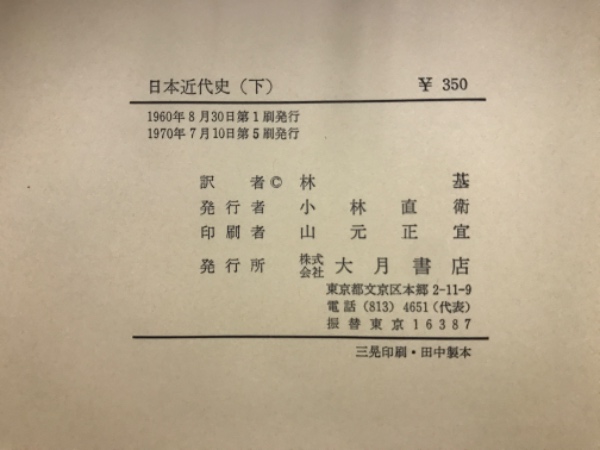 日本近代史（下） ¥ 350
1960年8月30日第1刷発行
1970年7月10日第5刷発行
訳者© 林基
発行者 小林直衛
印刷者 山元正宜
発行所 株式会社 大月書店
東京都文京区本郷 2-11-9
電話 (813) 4651 (代表)
振替東京16387
三晃印刷・田中製本